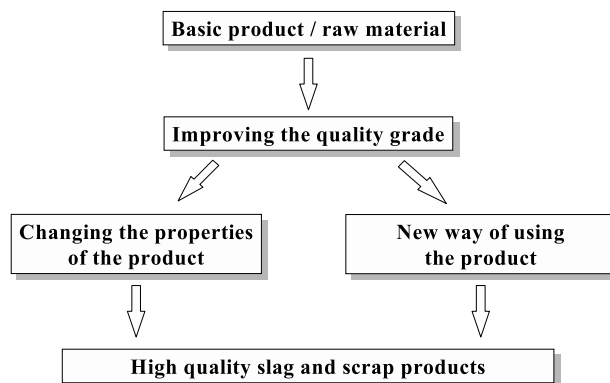 Basic product / raw material
Improving the quality grade
Changing the properties
of the product
New way of using
the product
High quality slag and scrap products